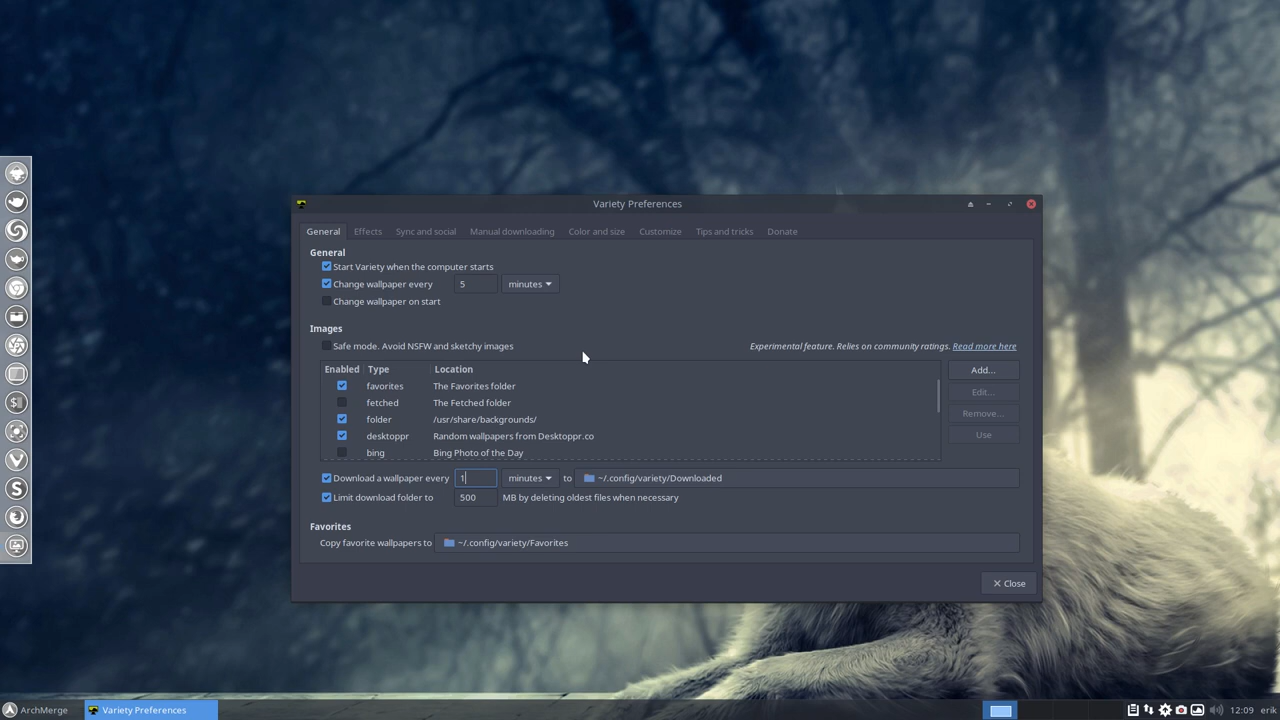 Variety Preferences
General Effects Sync and social Manual downloading Color and size Customize Tips and tricks Donate
General
Start Variety when the computer starts
Change wallpaper every 5 minutes
Change wallpaper on start
Images
Safe mode. Avoid NSFW and sketchy images Experimental feature. Relies on community ratings. Read more here
Enabled Type Location Add...
favorites The Favorites folder
Edit...
fetched The Fetched folder
Remove...
folder /usr/share/backgrounds/
desktoppr Random wallpapers from Desktoppr.co Use
bing Bing Photo of the Day
Download a wallpaper every 1 minutes to ~/.config/variety/Downloaded
Limit download folder to 500 MB by deleting oldest files when necessary
Favorites
Copy favorite wallpapers to ~/.config/variety/Favorites
Close
ArchMerge Variety Preferences 12:09 erik